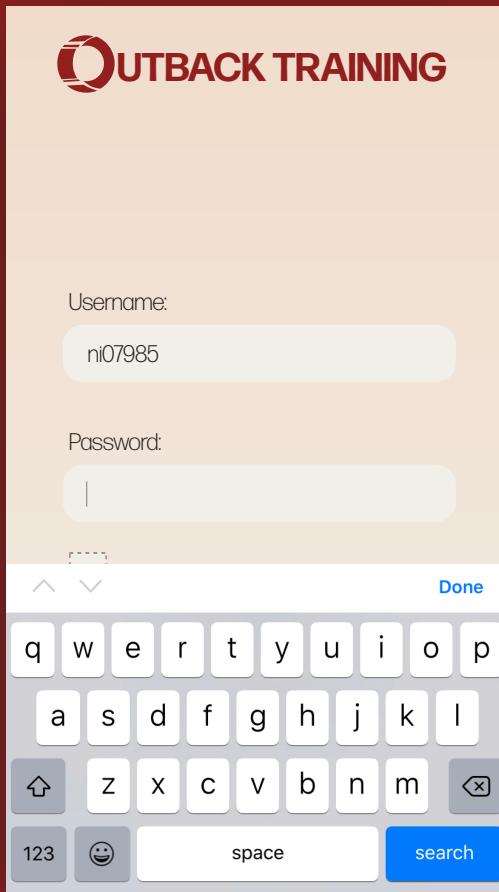 OUTBACK TRAINING
Username:
ni07985
Password:
Done
q w e r t y u i o p
a s d f g h j k l
z x c v b n m
123 space search